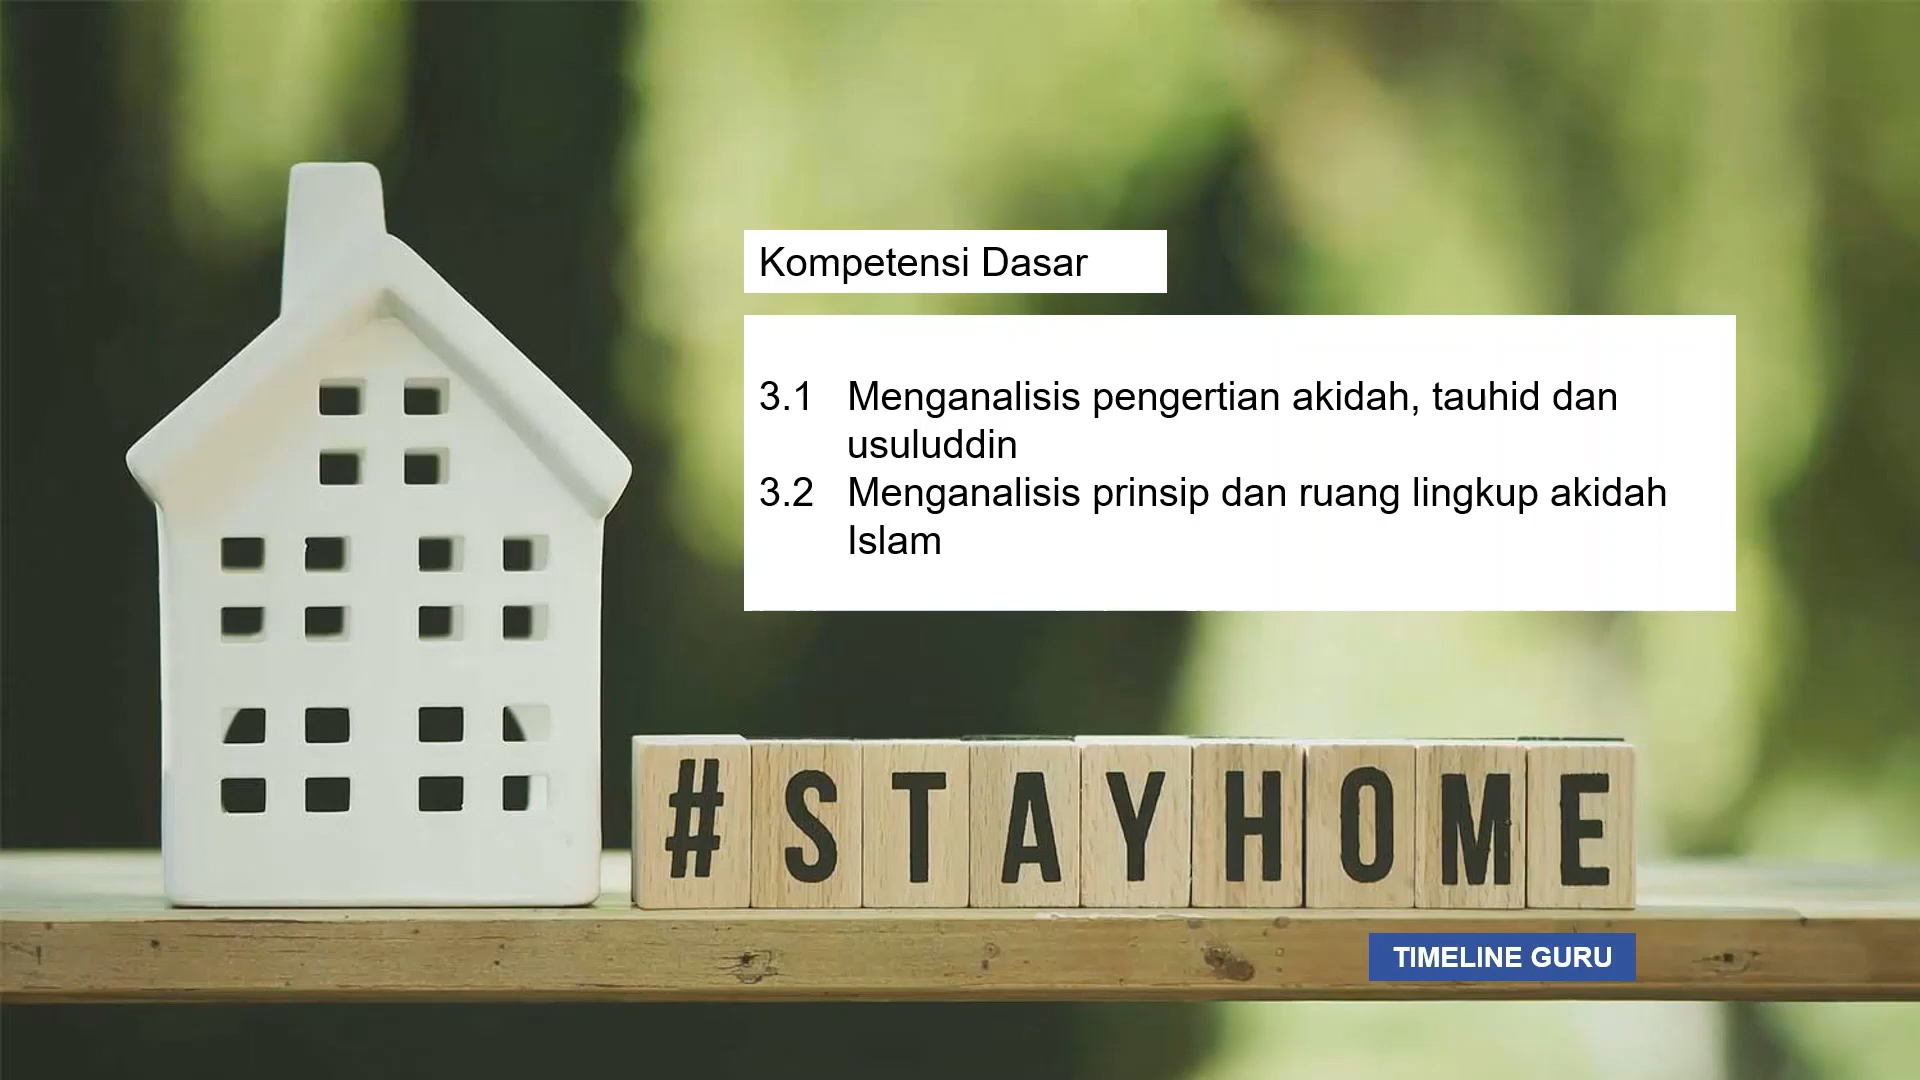 Kompetensi Dasar
3.1 Menganalisis pengertian akidah, tauhid dan
usuluddin
3.2 Menganalisis prinsip dan ruang lingkup akidah
Islam
#STAYHOME
TIMELINE GURU